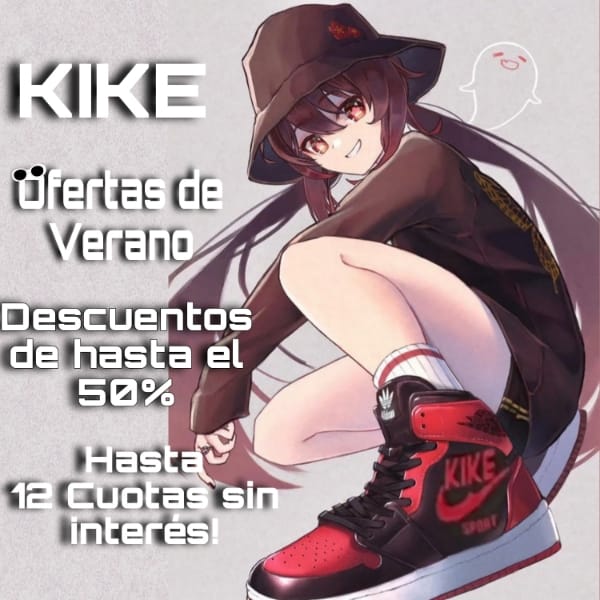 KIKE
Ofertas de
Verano
Descuentos
de hasta el
50%
Hasta
12 Cuotas sin
interés!
KIKE
SPORT